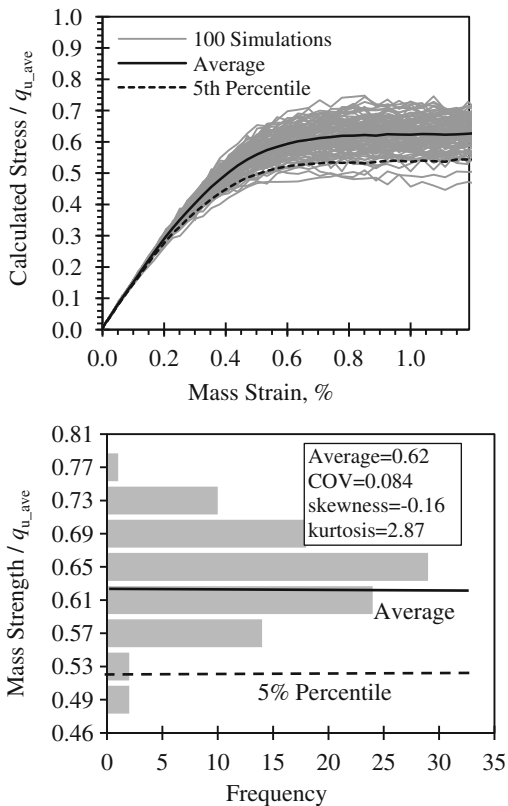 1.0
0.9
0.8
0.7
0.6
0.5
0.4
0.3
0.2
0.1
0.0
Calculated Stress / q_u_ave
100 Simulations
Average
5th Percentile
0.0 0.2 0.4 0.6 0.8 1.0
Mass Strain, %
0.81
0.77
0.73
0.69
0.65
0.61
0.57
0.53
0.49
0.46
Mass Strength / q_u_ave
Average=0.62
COV=0.084
skewness=-0.16
kurtosis=2.87
Average
5% Percentile
0 5 10 15 20 25 30 35
Frequency